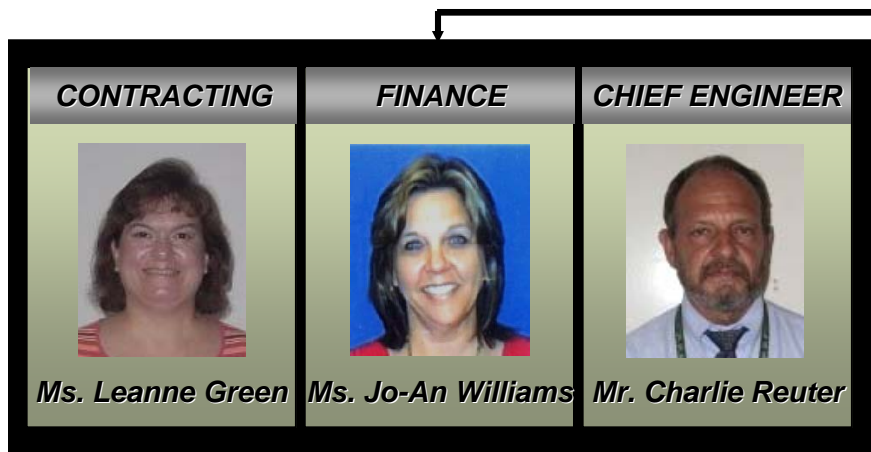 CONTRACTING
FINANCE
CHIEF ENGINEER
Ms. Leanne Green
Ms. Jo-An Williams
Mr. Charlie Reuter